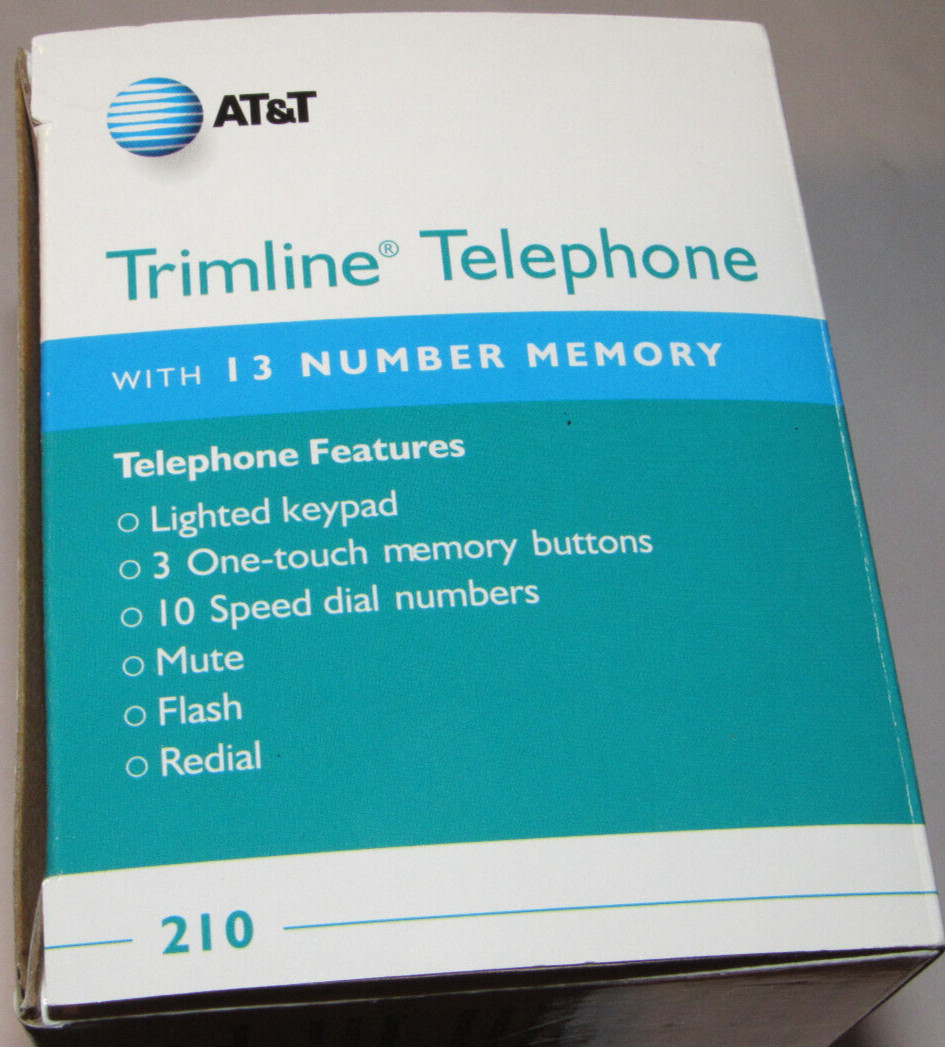 AT&T
Trimline® Telephone
WITH 13 NUMBER MEMORY
Telephone Features
○ Lighted keypad
○ 3 One-touch memory buttons
○ 10 Speed dial numbers
○ Mute
○ Flash
○ Redial
210